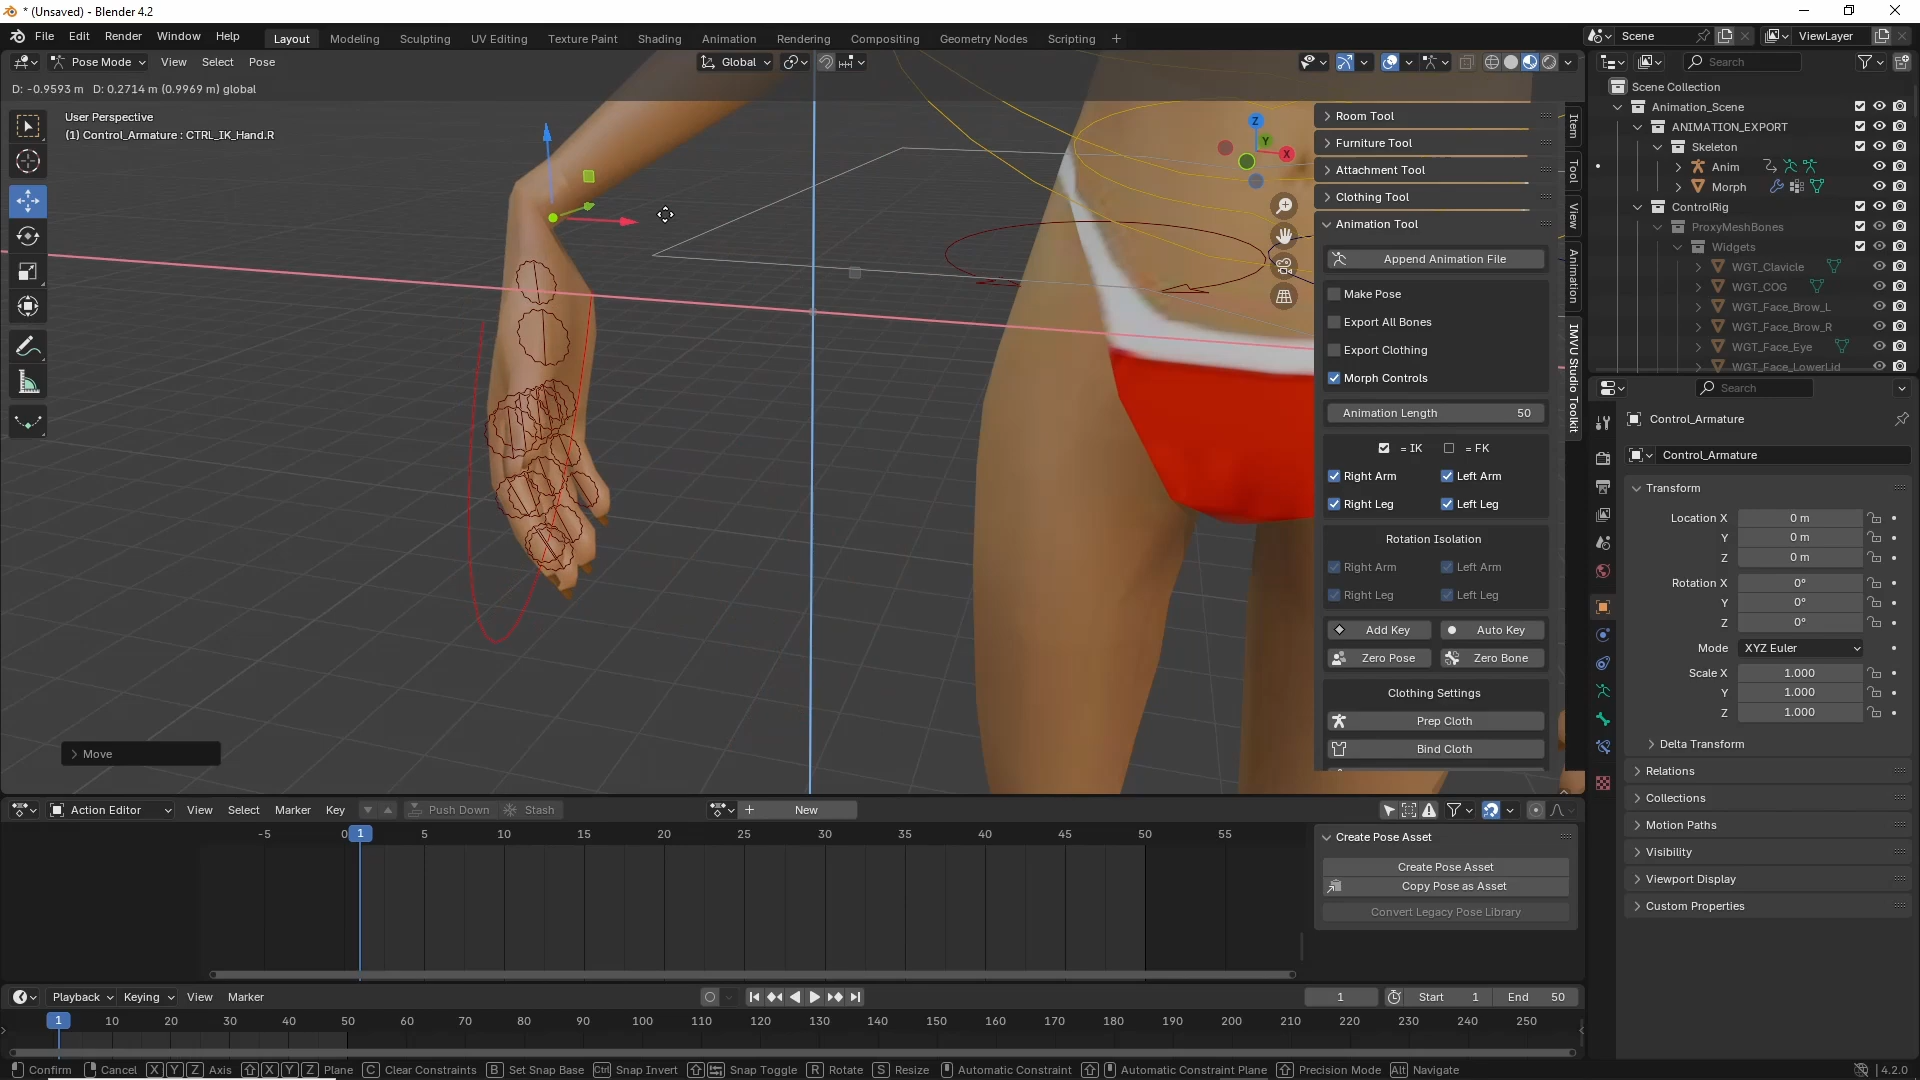 * (Unsaved) - Blender 4.2
File Edit Render Window Help
Layout Modeling Sculpting UV Editing Texture Paint Shading Animation Rendering Compositing Geometry Nodes Scripting +
Scene ViewLayer
Pose Mode View Select Pose Global
D: -0.9593 m   D: 0.2714 m (0.9969 m) global
User Perspective
(1) Control_Armature : CTRL_IK_Hand.R
Move
Z
Y
X
Room Tool
Furniture Tool
Attachment Tool
Clothing Tool
Animation Tool
Append Animation File
Make Pose
Export All Bones
Export Clothing
Morph Controls
Animation Length 50
= IK = FK
Right Arm Left Arm
Right Leg Left Leg
Rotation Isolation
Right Arm Left Arm
Right Leg Left Leg
Add Key Auto Key
Zero Pose Zero Bone
Clothing Settings
Prep Cloth
Bind Cloth
Item
Tool
View
Animation
IMVU Studio Toolkit
Search
Scene Collection
Animation_Scene
ANIMATION_EXPORT
Skeleton
Anim
Morph
ControlRig
ProxyMeshBones
Widgets
WGT_Clavicle
WGT_COG
WGT_Face_Brow_L
WGT_Face_Brow_R
WGT_Face_Eye
WGT_Face_LowerLid
Search
Control_Armature
Control_Armature
Transform
Location X 0 m
Y 0 m
Z 0 m
Rotation X 0°
Y 0°
Z 0°
Mode XYZ Euler
Scale X 1.000
Y 1.000
Z 1.000
Delta Transform
Relations
Collections
Motion Paths
Visibility
Viewport Display
Custom Properties
Action Editor View Select Marker Key Push Down Stash + New
-5 0 1 5 10 15 20 25 30 35 40 45 50 55
Create Pose Asset
Create Pose Asset
Copy Pose as Asset
Convert Legacy Pose Library
Playback Keying View Marker 1 Start 1 End 50
1 10 20 30 40 50 60 70 80 90 100 110 120 130 140 150 160 170 180 190 200 210 220 230 240 250
Confirm Cancel X Y Z Axis X Y Z Plane C Clear Constraints B Set Snap Base Ctrl Snap Invert Snap Toggle R Rotate S Resize Automatic Constraint Automatic Constraint Plane Precision Mode Alt Navigate 4.2.0